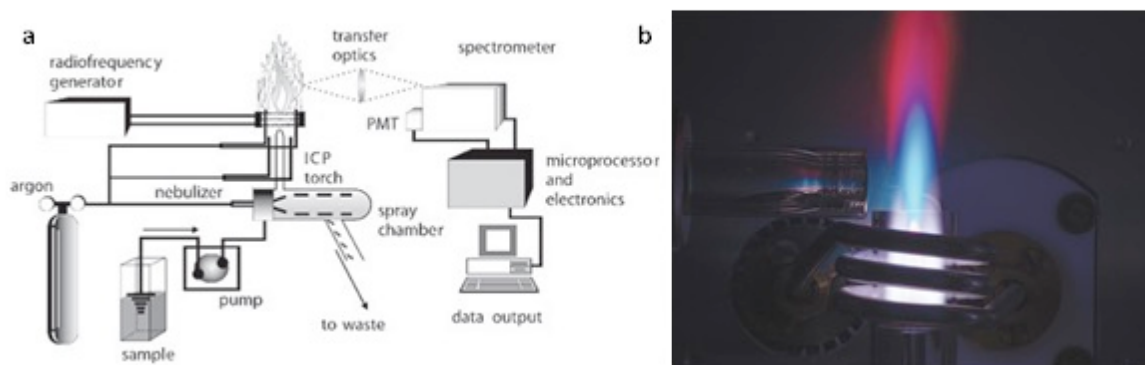 a
transfer
optics
spectrometer
radiofrequency
generator
PMT
ICP
torch
microprocessor
and
electronics
argon
nebulizer
spray
chamber
pump
sample
to waste
data output
b